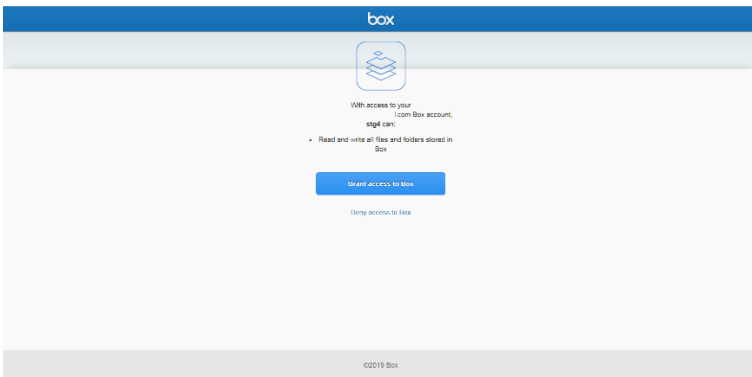 box
With access to your
l.com Box account,
stg4 can:
• Read and write all files and folders stored in
Box
Grant access to Box
Deny access to Box
©2019 Box